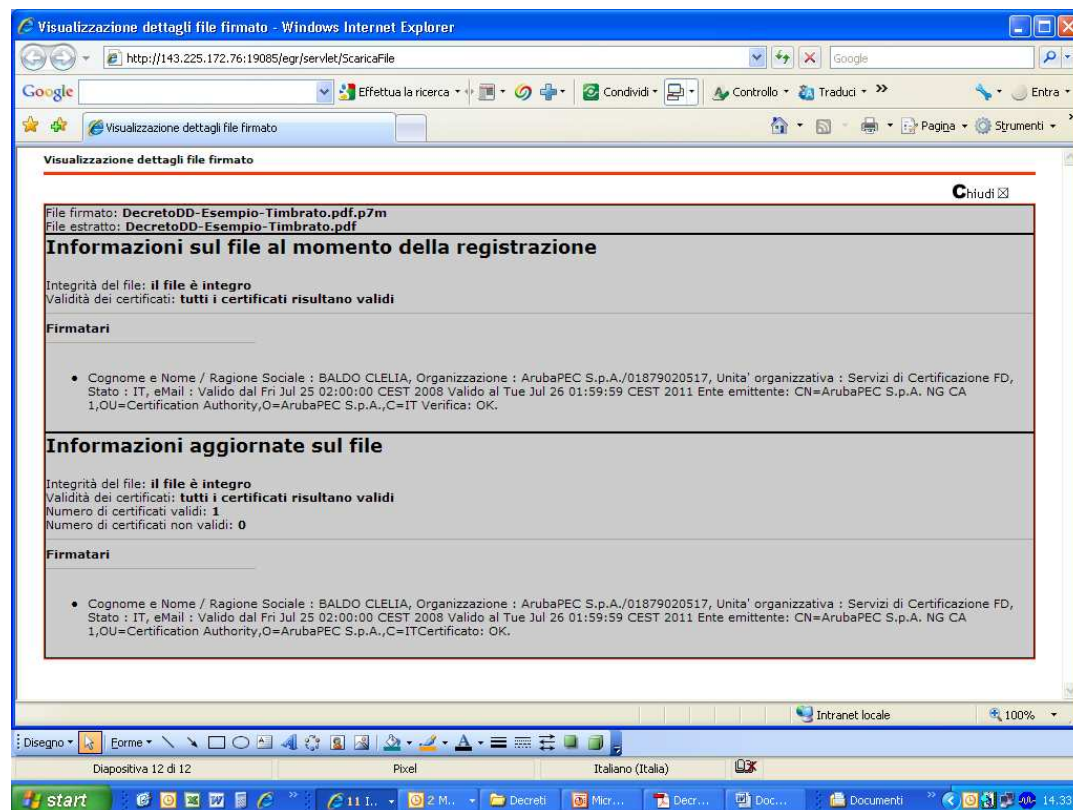 Visualizzazione dettagli file firmato - Windows Internet Explorer
http://143.225.172.76:19085/egr/servlet/ScaricaFile
Google
Google
Effettua la ricerca
Condividi
Controllo
Traduci
Entra
Visualizzazione dettagli file firmato
Pagina
Strumenti
Visualizzazione dettagli file firmato
Chiudi
File firmato: DecretoDD-Esempio-Timbrato.pdf.p7m
File estratto: DecretoDD-Esempio-Timbrato.pdf
Informazioni sul file al momento della registrazione
Integrità del file: il file è integro
Validità dei certificati: tutti i certificati risultano validi
Firmatari
• Cognome e Nome / Ragione Sociale : BALDO CLELIA, Organizzazione : ArubaPEC S.p.A./01879020517, Unita' organizzativa : Servizi di Certificazione FD,
Stato : IT, eMail : Valido dal Fri Jul 25 02:00:00 CEST 2008 Valido al Tue Jul 26 01:59:59 CEST 2011 Ente emittente: CN=ArubaPEC S.p.A. NG CA
1,OU=Certification Authority,O=ArubaPEC S.p.A.,C=IT Verifica: OK.
Informazioni aggiornate sul file
Integrità del file: il file è integro
Validità dei certificati: tutti i certificati risultano validi
Numero di certificati validi: 1
Numero di certificati non validi: 0
Firmatari
• Cognome e Nome / Ragione Sociale : BALDO CLELIA, Organizzazione : ArubaPEC S.p.A./01879020517, Unita' organizzativa : Servizi di Certificazione FD,
Stato : IT, eMail : Valido dal Fri Jul 25 02:00:00 CEST 2008 Valido al Tue Jul 26 01:59:59 CEST 2011 Ente emittente: CN=ArubaPEC S.p.A. NG CA
1,OU=Certification Authority,O=ArubaPEC S.p.A.,C=ITCertificato: OK.
Intranet locale
100%
Disegno
Forme
Diapositiva 12 di 12
Pixel
Italiano (Italia)
start
11 I..
2 M..
Decreti
Micr...
Decr...
Doc...
Documenti
14.33